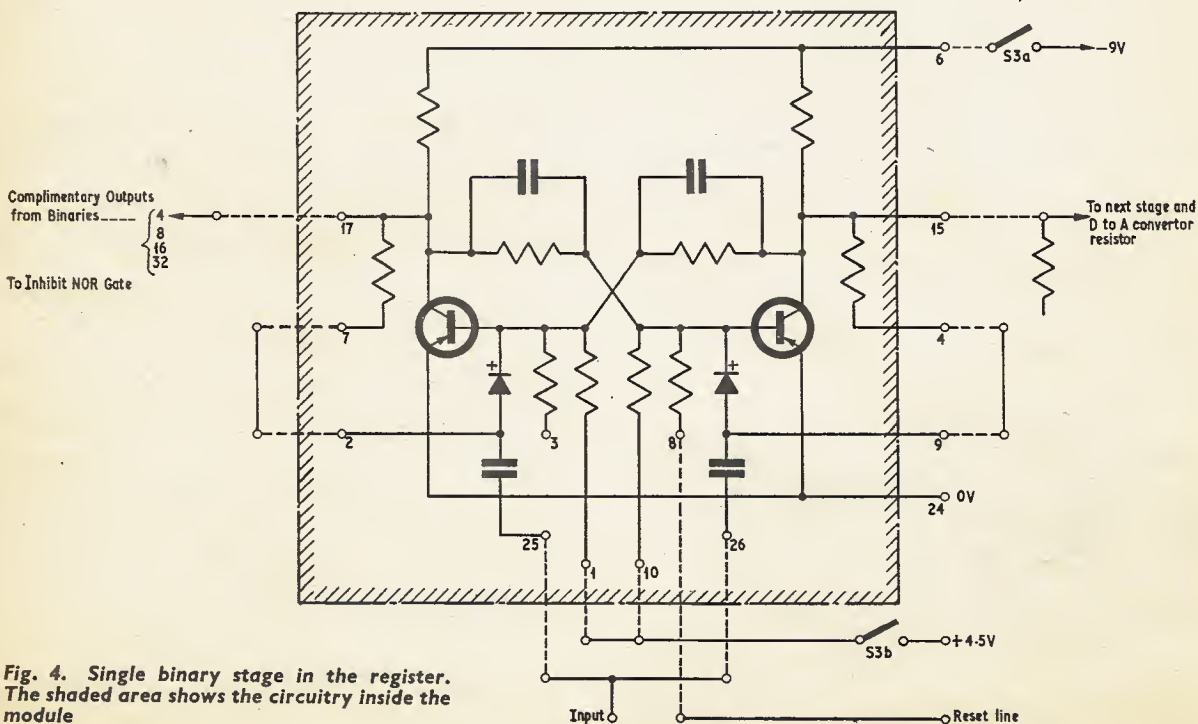 6
S3a
−9V
Complimentary Outputs
from Binaries____ 4
8
16
32
To Inhibit NOR Gate
17
15
To next stage and
D to A convertor
resistor
7
4
+
+
2
3
8
9
24
0V
25
26
1
10
S3b
+4·5V
Input
Reset line
Fig. 4. Single binary stage in the register.
The shaded area shows the circuitry inside the
module